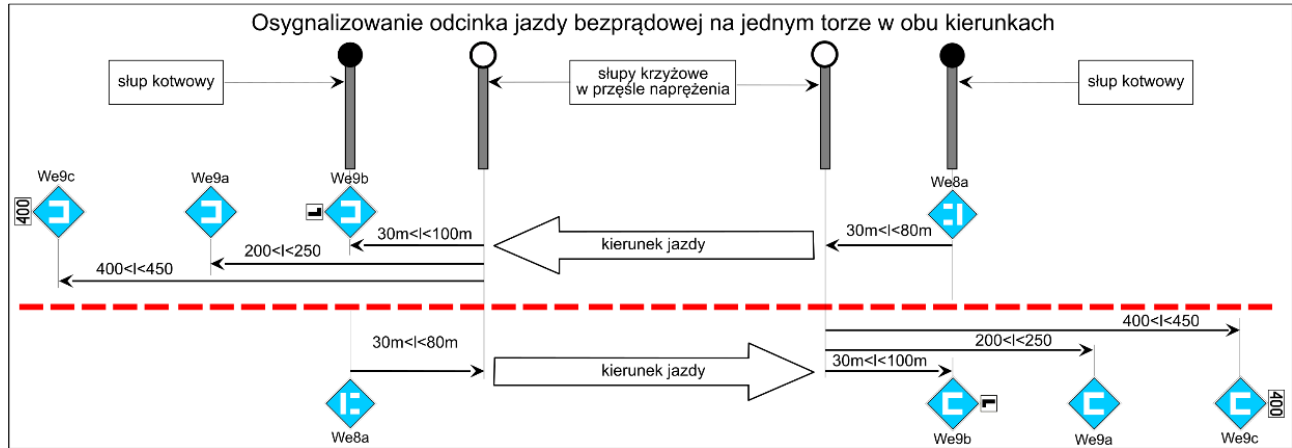 Osygnalizowanie odcinka jazdy bezprądowej na jednym torze w obu kierunkach
słup kotwowy
słupy krzyżowe
w przęśle naprężenia
słup kotwowy
We9c
We9a
We9b
We8a
400
L
30m<l<100m
kierunek jazdy
30m<l<80m
200<l<250
400<l<450
400<l<450
30m<l<80m
200<l<250
kierunek jazdy
30m<l<100m
L
400
We8a
We9b
We9a
We9c